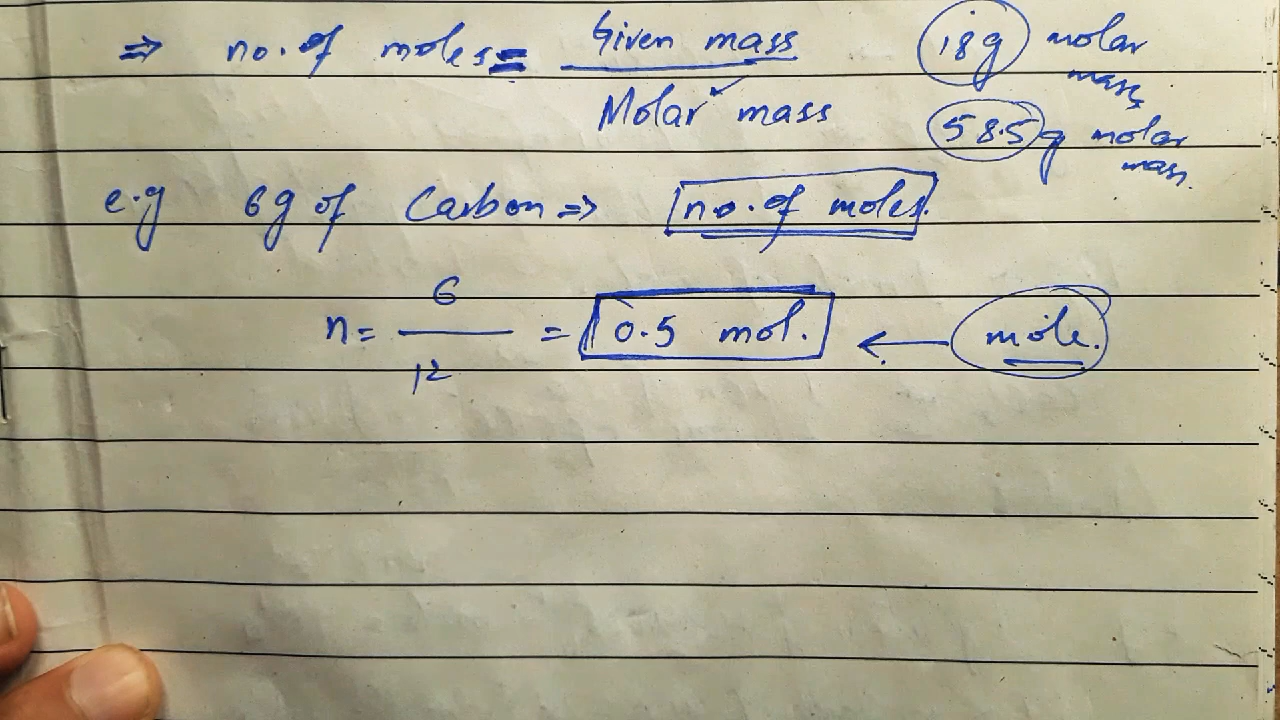 ⇒ no. of moles = Given mass / Molar mass
18g molar mass
58.5g molar mass.
e.g 6g of Carbon ⇒ no. of moles.
n = 6 / 12 = 0.5 mol. ← mole.